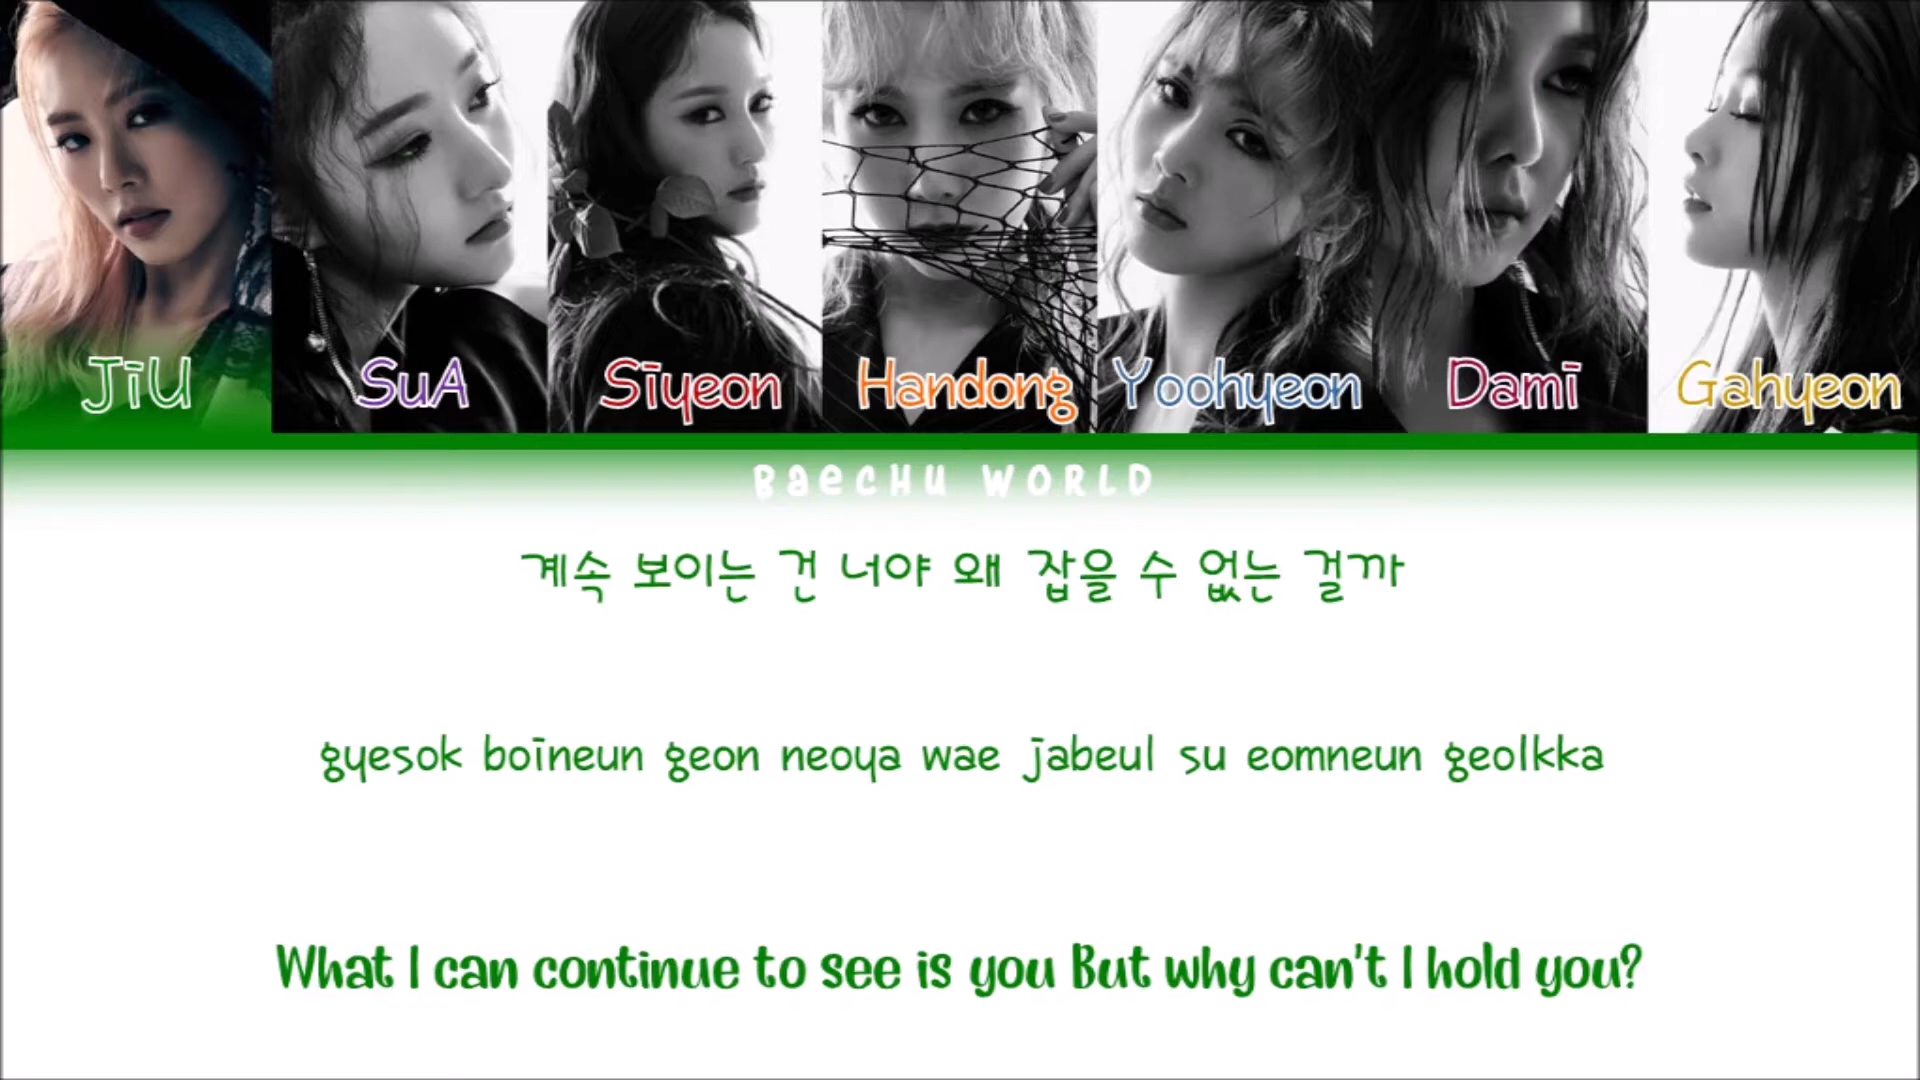 JiU SuA Siyeon Handong Yoohyeon Dami Gahyeon
BaeCHU WORLD
계속 보이는 건 너야 왜 잡을 수 없는 걸까
gyesok boineun geon neoya wae jabeul su eomneun geolkka
What I can continue to see is you But why can't I hold you?